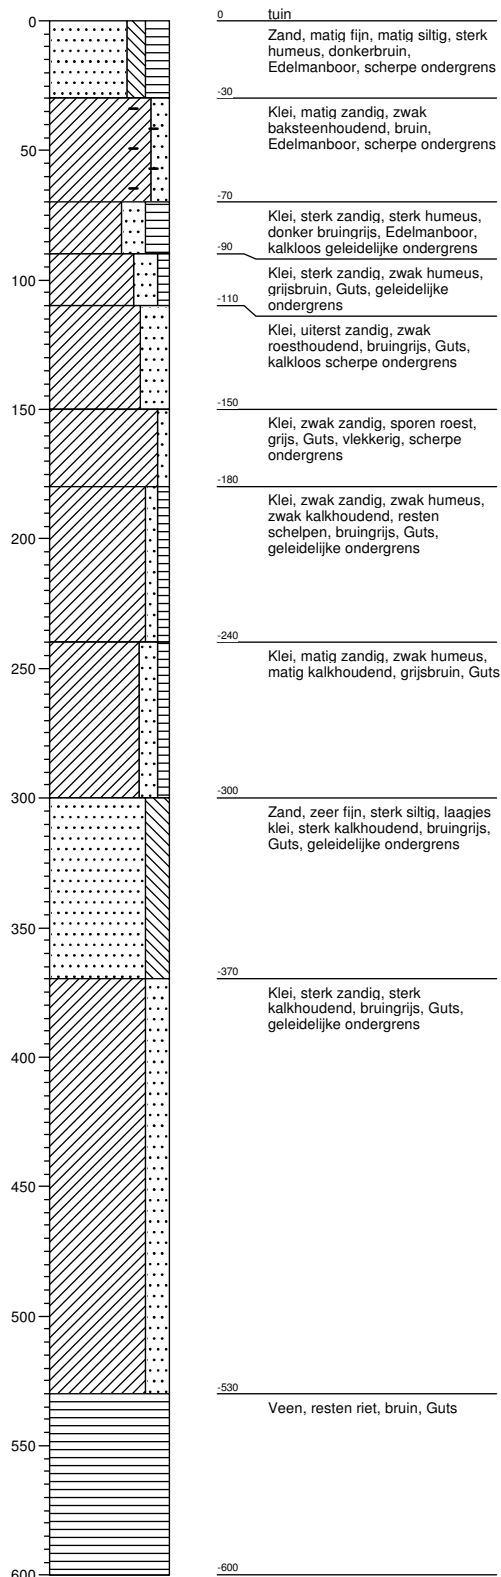 0
50
100
150
200
250
300
350
400
450
500
550
600
0
tuin
Zand, matig fijn, matig siltig, sterk
humeus, donkerbruin,
Edelmanboor, scherpe ondergrens
-30
Klei, matig zandig, zwak
baksteenhoudend, bruin,
Edelmanboor, scherpe ondergrens
-70
Klei, sterk zandig, sterk humeus,
donker bruingrijs, Edelmanboor,
kalkloos geleidelijke ondergrens
-90
Klei, sterk zandig, zwak humeus,
grijsbruin, Guts, geleidelijke
ondergrens
-110
Klei, uiterst zandig, zwak
roesthoudend, bruingrijs, Guts,
kalkloos scherpe ondergrens
-150
Klei, zwak zandig, sporen roest,
grijs, Guts, vlekkerig, scherpe
ondergrens
-180
Klei, zwak zandig, zwak humeus,
zwak kalkhoudend, resten
schelpen, bruingrijs, Guts,
geleidelijke ondergrens
-240
Klei, matig zandig, zwak humeus,
matig kalkhoudend, grijsbruin, Guts
-300
Zand, zeer fijn, sterk siltig, laagjes
klei, sterk kalkhoudend, bruingrijs,
Guts, geleidelijke ondergrens
-370
Klei, sterk zandig, sterk
kalkhoudend, bruingrijs, Guts,
geleidelijke ondergrens
-530
Veen, resten riet, bruin, Guts
-600